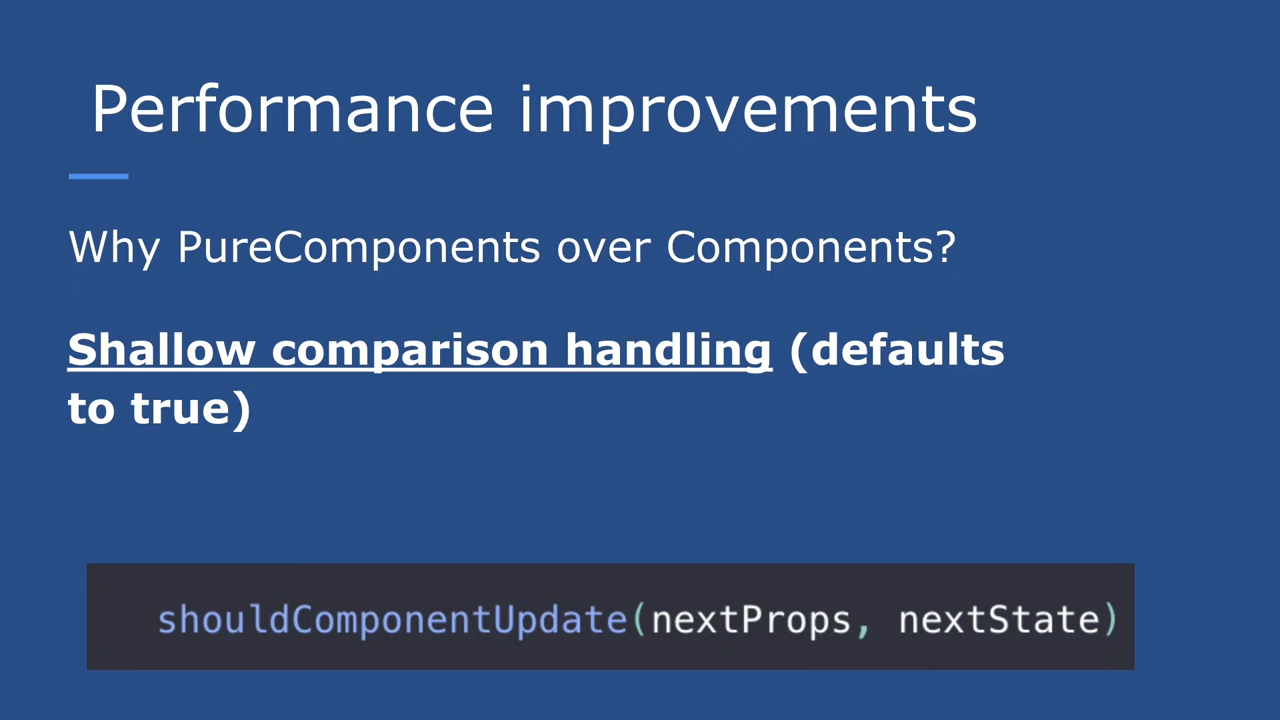 Performance improvements
Why PureComponents over Components?
Shallow comparison handling (defaults
to true)
shouldComponentUpdate(nextProps, nextState)